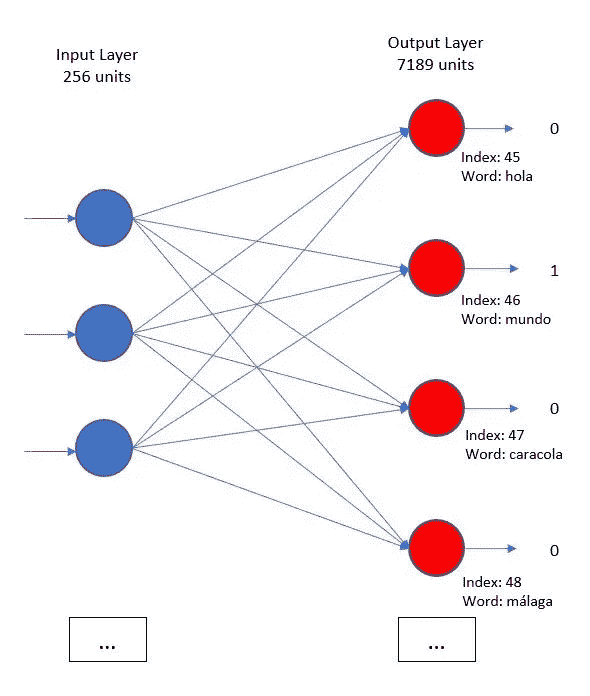 Input Layer
256 units
Output Layer
7189 units
0
Index: 45
Word: hola
1
Index: 46
Word: mundo
0
Index: 47
Word: caracola
0
Index: 48
Word: málaga
...
...